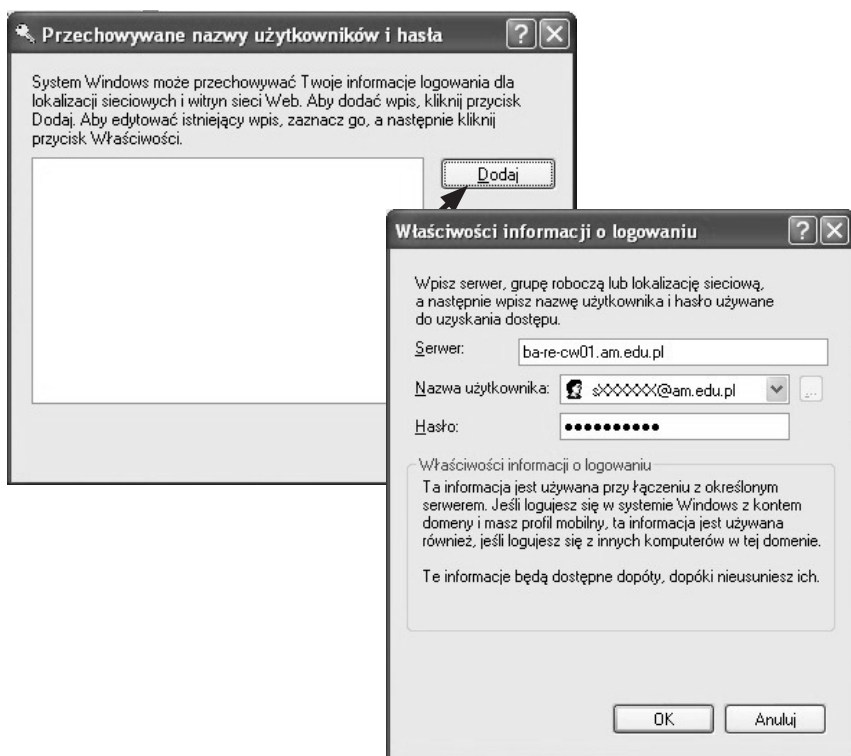 Przechowywane nazwy użytkowników i hasła
System Windows może przechowywać Twoje informacje logowania dla
lokalizacji sieciowych i witryn sieci Web. Aby dodać wpis, kliknij przycisk
Dodaj. Aby edytować istniejący wpis, zaznacz go, a następnie kliknij
przycisk Właściwości.
Dodaj
Właściwości informacji o logowaniu
Wpisz serwer, grupę roboczą lub lokalizację sieciową,
a następnie wpisz nazwę użytkownika i hasło używane
do uzyskania dostępu.
Serwer: ba-re-cw01.am.edu.pl
Nazwa użytkownika: sXXXXXX@am.edu.pl ...
Hasło: ●●●●●●●●●●
Właściwości informacji o logowaniu
Ta informacja jest używana przy łączeniu z określonym
serwerem. Jeśli logujesz się w systemie Windows z kontem
domeny i masz profil mobilny, ta informacja jest używana
również, jeśli logujesz się z innych komputerów w tej domenie.
Te informacje będą dostępne dopóty, dopóki nieusuniesz ich.
OK Anuluj